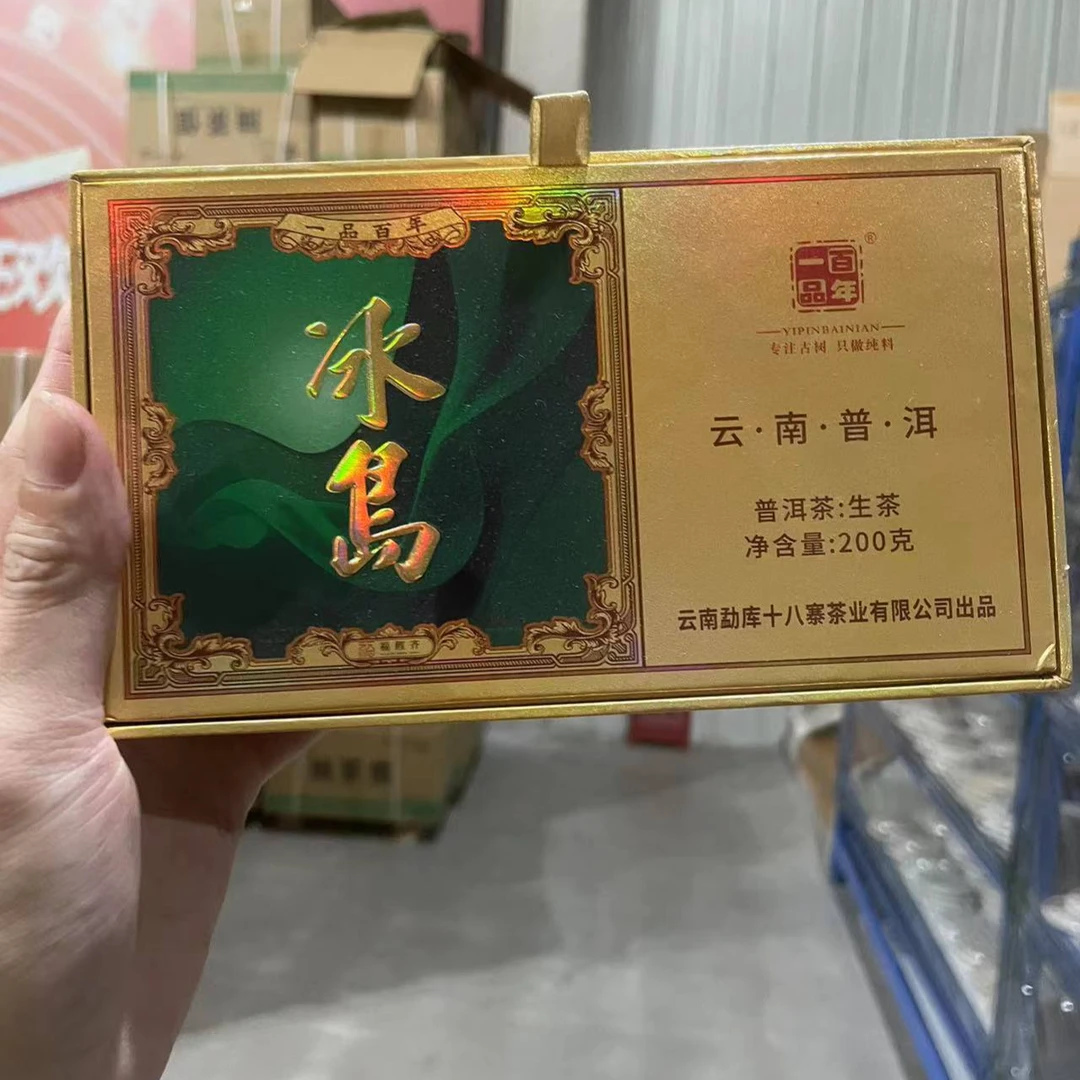 一品百年
冰島
一品
百年
®
YIPINBAINIAN
专注古树 只做纯料
云·南·普·洱
普洱茶:生茶
净含量:200克
云南勐库十八寨茶业有限公司出品